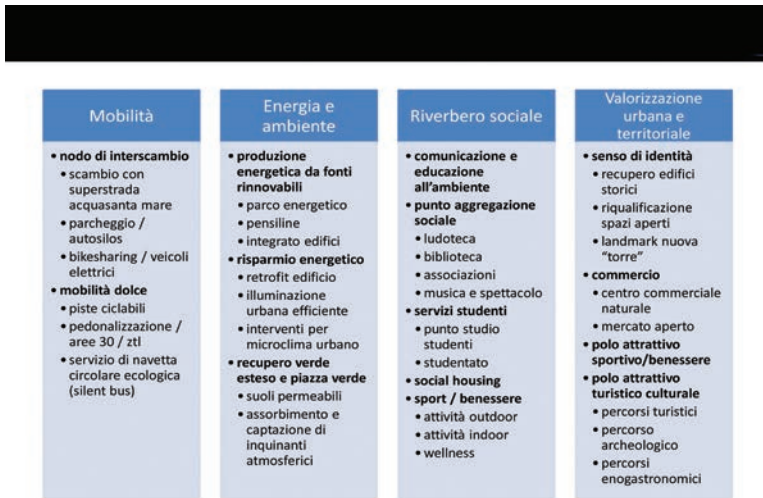 Mobilità
• nodo di interscambio
• scambio con
superstrada
acquasanta mare
• parcheggio /
autosilos
• bikesharing / veicoli
elettrici
• mobilità dolce
• piste ciclabili
• pedonalizzazione /
aree 30 / ztl
• servizio di navetta
circolare ecologica
(silent bus)
Energia e
ambiente
• produzione
energetica da fonti
rinnovabili
• parco energetico
• pensiline
• integrato edifici
• risparmio energetico
• retrofit edificio
• illuminazione
urbana efficiente
• interventi per
microclima urbano
• recupero verde
esteso e piazza verde
• suoli permeabili
• assorbimento e
captazione di
inquinanti
atmosferici
Riverbero sociale
• comunicazione e
educazione
all'ambiente
• punto aggregazione
sociale
• ludoteca
• biblioteca
• associazioni
• musica e spettacolo
• servizi studenti
• punto studio
studenti
• studentato
• social housing
• sport / benessere
• attività outdoor
• attività indoor
• wellness
Valorizzazione
urbana e
territoriale
• senso di identità
• recupero edifici
storici
• riqualificazione
spazi aperti
• landmark nuova
"torre"
• commercio
• centro commerciale
naturale
• mercato aperto
• polo attrattivo
sportivo/benessere
• polo attrattivo
turistico culturale
• percorsi turistici
• percorso
archeologico
• percorsi
enogastronomici